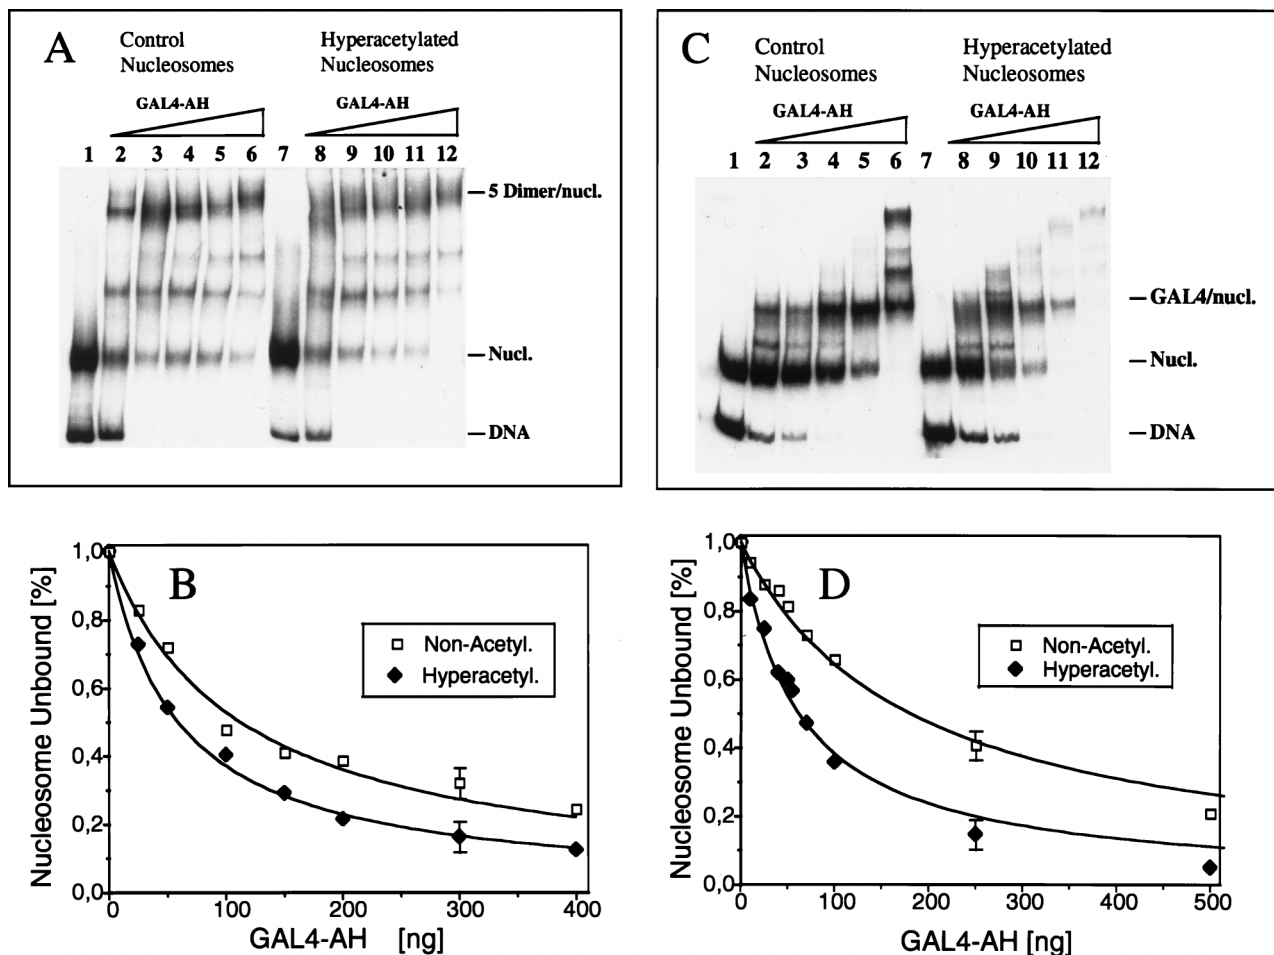 A
Control
Nucleosomes
Hyperacetylated
Nucleosomes
GAL4-AH
GAL4-AH
1 2 3 4 5 6 7 8 9 10 11 12
5 Dimer/nucl.
Nucl.
DNA
C
Control
Nucleosomes
Hyperacetylated
Nucleosomes
GAL4-AH
GAL4-AH
1 2 3 4 5 6 7 8 9 10 11 12
GAL4/nucl.
Nucl.
DNA
B
Nucleosome Unbound [%]
1,0
0,8
0,6
0,4
0,2
0,0
Non-Acetyl.
Hyperacetyl.
0 100 200 300 400
GAL4-AH [ng]
D
Nucleosome Unbound [%]
1,0
0,8
0,6
0,4
0,2
0,0
Non-Acetyl.
Hyperacetyl.
0 100 200 300 400 500
GAL4-AH [ng]